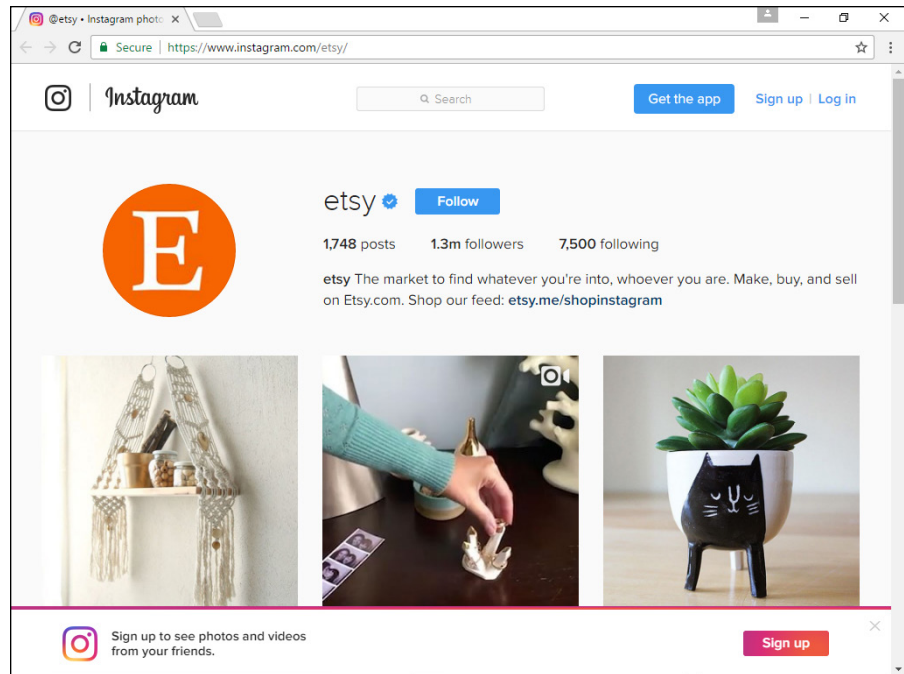 @etsy • Instagram photo
Secure https://www.instagram.com/etsy/
Instagram
Search
Get the app
Sign up | Log in
E
etsy Follow
1,748 posts 1.3m followers 7,500 following
etsy The market to find whatever you're into, whoever you are. Make, buy, and sell
on Etsy.com. Shop our feed: etsy.me/shopinstagram
Sign up to see photos and videos
from your friends.
Sign up